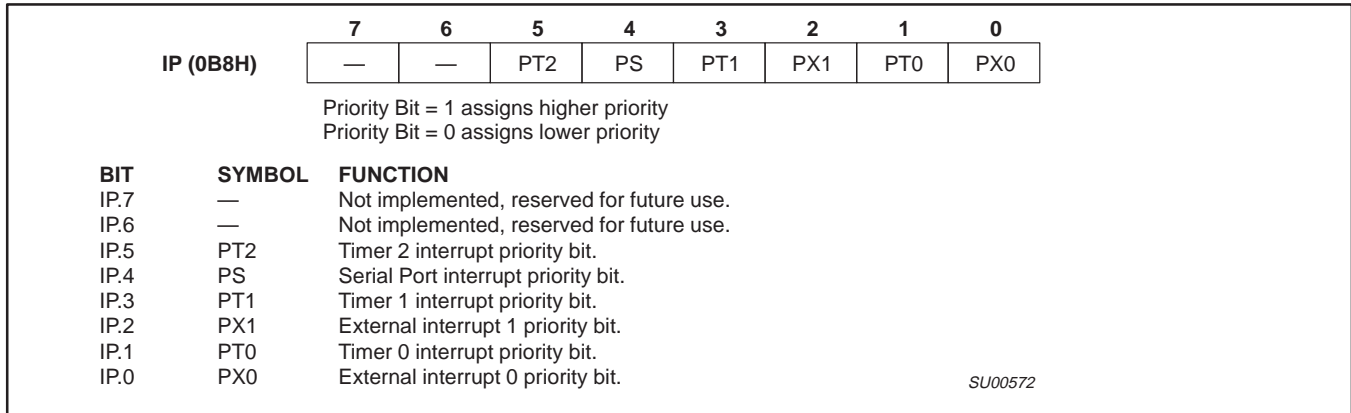 7 6 5 4 3 2 1 0
IP (0B8H) — — PT2 PS PT1 PX1 PT0 PX0
Priority Bit = 1 assigns higher priority
Priority Bit = 0 assigns lower priority
BIT SYMBOL FUNCTION
IP.7 — Not implemented, reserved for future use.
IP.6 — Not implemented, reserved for future use.
IP.5 PT2 Timer 2 interrupt priority bit.
IP.4 PS Serial Port interrupt priority bit.
IP.3 PT1 Timer 1 interrupt priority bit.
IP.2 PX1 External interrupt 1 priority bit.
IP.1 PT0 Timer 0 interrupt priority bit.
IP.0 PX0 External interrupt 0 priority bit.
SU00572